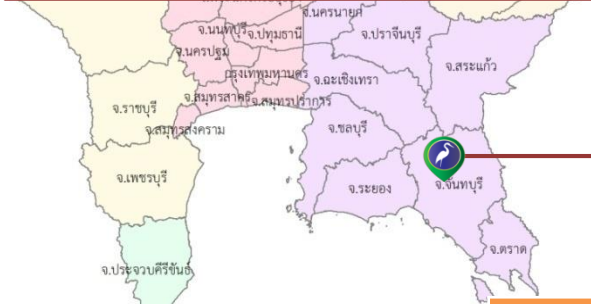 จ.นครนายก
จ.นนทบุรี
จ.ปทุมธานี
จ.ปราจีนบุรี
จ.นครปฐม
จ.สระแก้ว
กรุงเทพมหานคร
จ.ฉะเชิงเทรา
จ.สมุทรสาคร
จ.สมุทรปราการ
จ.ราชบุรี
จ.สมุทรสงคราม
จ.ชลบุรี
จ.เพชรบุรี
จ.ระยอง
จ.จันทบุรี
จ.ตราด
จ.ประจวบคีรีขันธ์